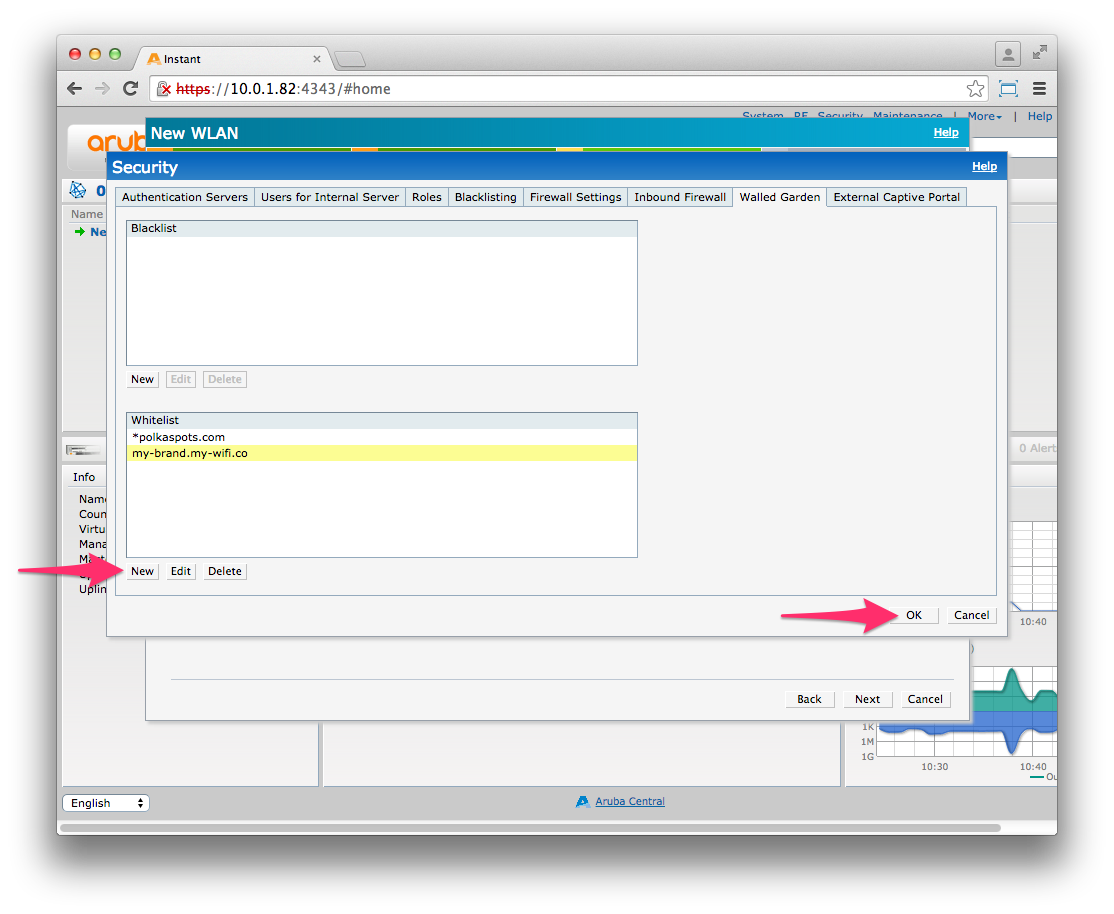 Instant
https://10.0.1.82:4343/#home
System RF Security Maintenance | More | Help
arub
New WLAN Help
Security Help
0
Name
Authentication Servers Users for Internal Server Roles Blacklisting Firewall Settings Inbound Firewall Walled Garden External Captive Portal
Ne
Blacklist
New Edit Delete
Whitelist
*polkaspots.com
my-brand.my-wifi.co
0 Alert
Info
Name
Coun
Virtu
Mana
Mast
Uplin
New Edit Delete
OK Cancel
10:40
)
Back Next Cancel
1K
1M
1G
10:30 10:40
Ou
English
Aruba Central